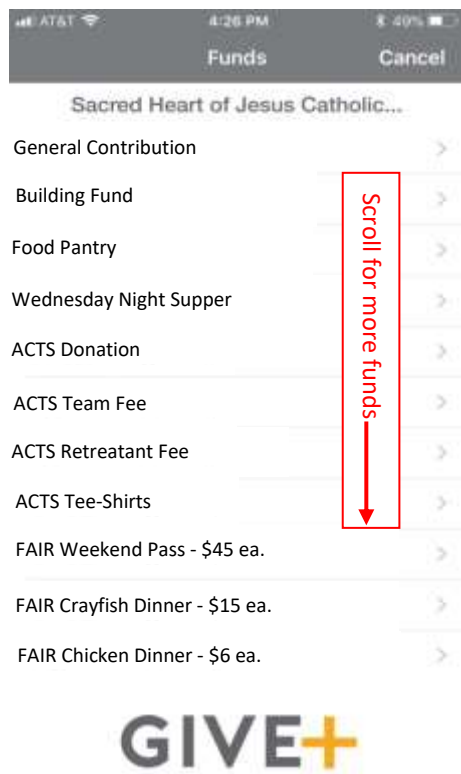 AT&T 4:26 PM 49%
Funds Cancel
Sacred Heart of Jesus Catholic...
General Contribution
Building Fund
Food Pantry
Wednesday Night Supper
ACTS Donation
ACTS Team Fee
ACTS Retreatant Fee
ACTS Tee-Shirts
FAIR Weekend Pass - $45 ea.
FAIR Crayfish Dinner - $15 ea.
FAIR Chicken Dinner - $6 ea.
Scroll for more funds
GIVE+